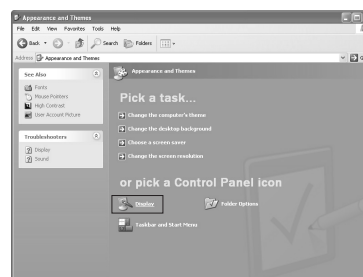 Appearance and Themes
File Edit View Favorites Tools Help
Back Search Folders
Address Appearance and Themes
See Also
Fonts
Mouse Pointers
High Contrast
User Account Picture
Troubleshooters
Display
Sound
Appearance and Themes
Pick a task...
Change the computer's theme
Change the desktop background
Choose a screen saver
Change the screen resolution
or pick a Control Panel icon
Display
Folder Options
Taskbar and Start Menu